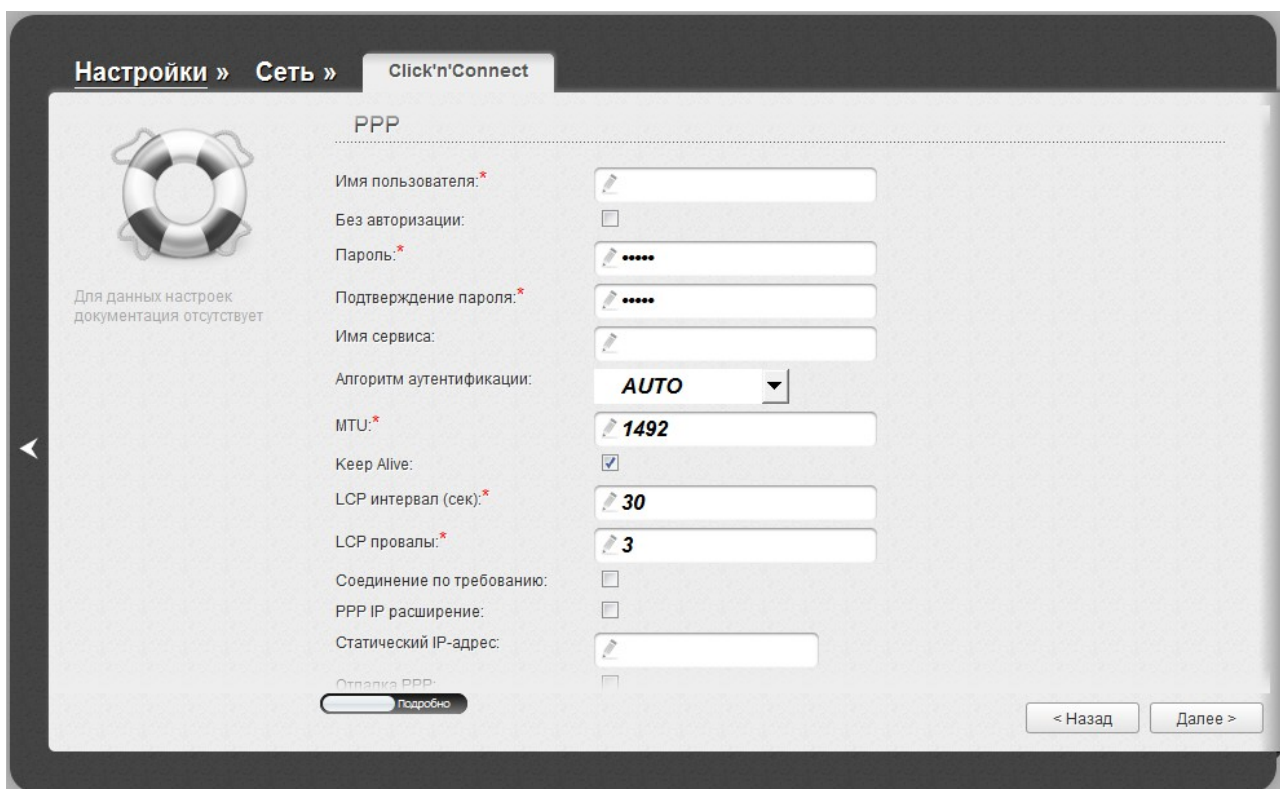 Настройки » Сеть » Click'n'Connect
PPP
Для данных настроек
документация отсутствует
Имя пользователя:*
Без авторизации:
Пароль:* •••••
Подтверждение пароля:* •••••
Имя сервиса:
Алгоритм аутентификации: AUTO
MTU:* 1492
Keep Alive:
LCP интервал (сек):* 30
LCP провалы:* 3
Соединение по требованию:
PPP IP расширение:
Статический IP-адрес:
Отладка PPP:
Подробно
< Назад Далее >